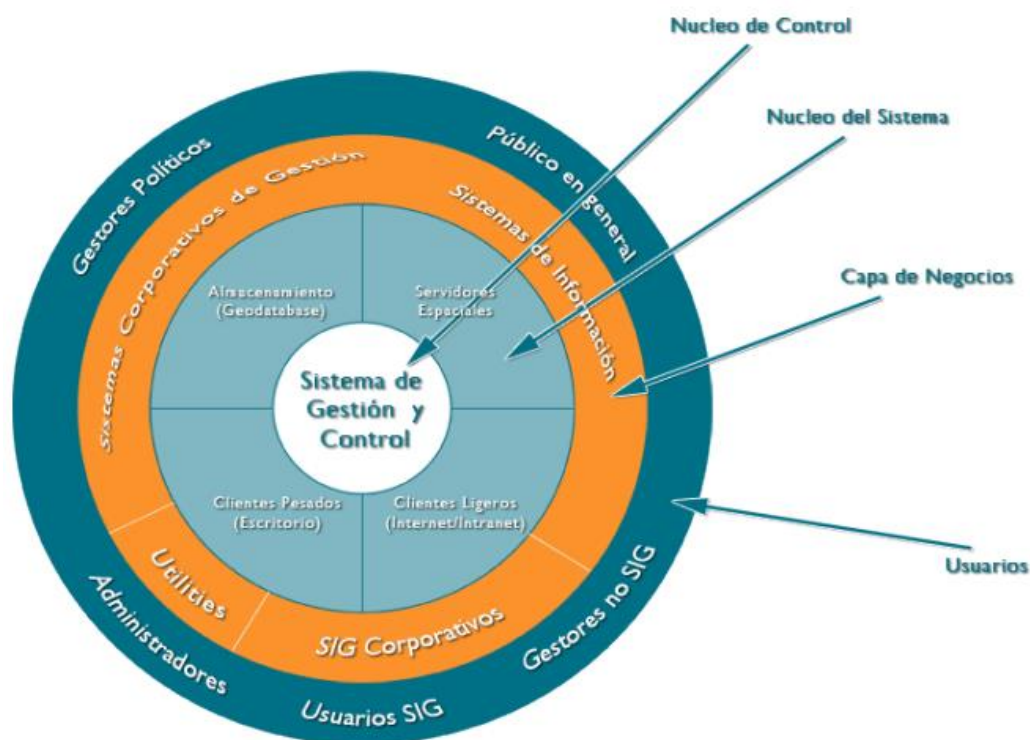 Nucleo de Control
Nucleo del Sistema
Capa de Negocios
Usuarios
Gestores Políticos
Público en general
Sistemas Corporativos de Gestión
Sistemas de Información
Almacenamiento
(Geodatabase)
Servidores
Espaciales
Sistema de
Gestión y
Control
Clientes Pesados
(Escritorio)
Clientes Ligeros
(Internet/Intranet)
Utilities
SIG Corporativos
Administradores
Usuarios SIG
Gestores no SIG